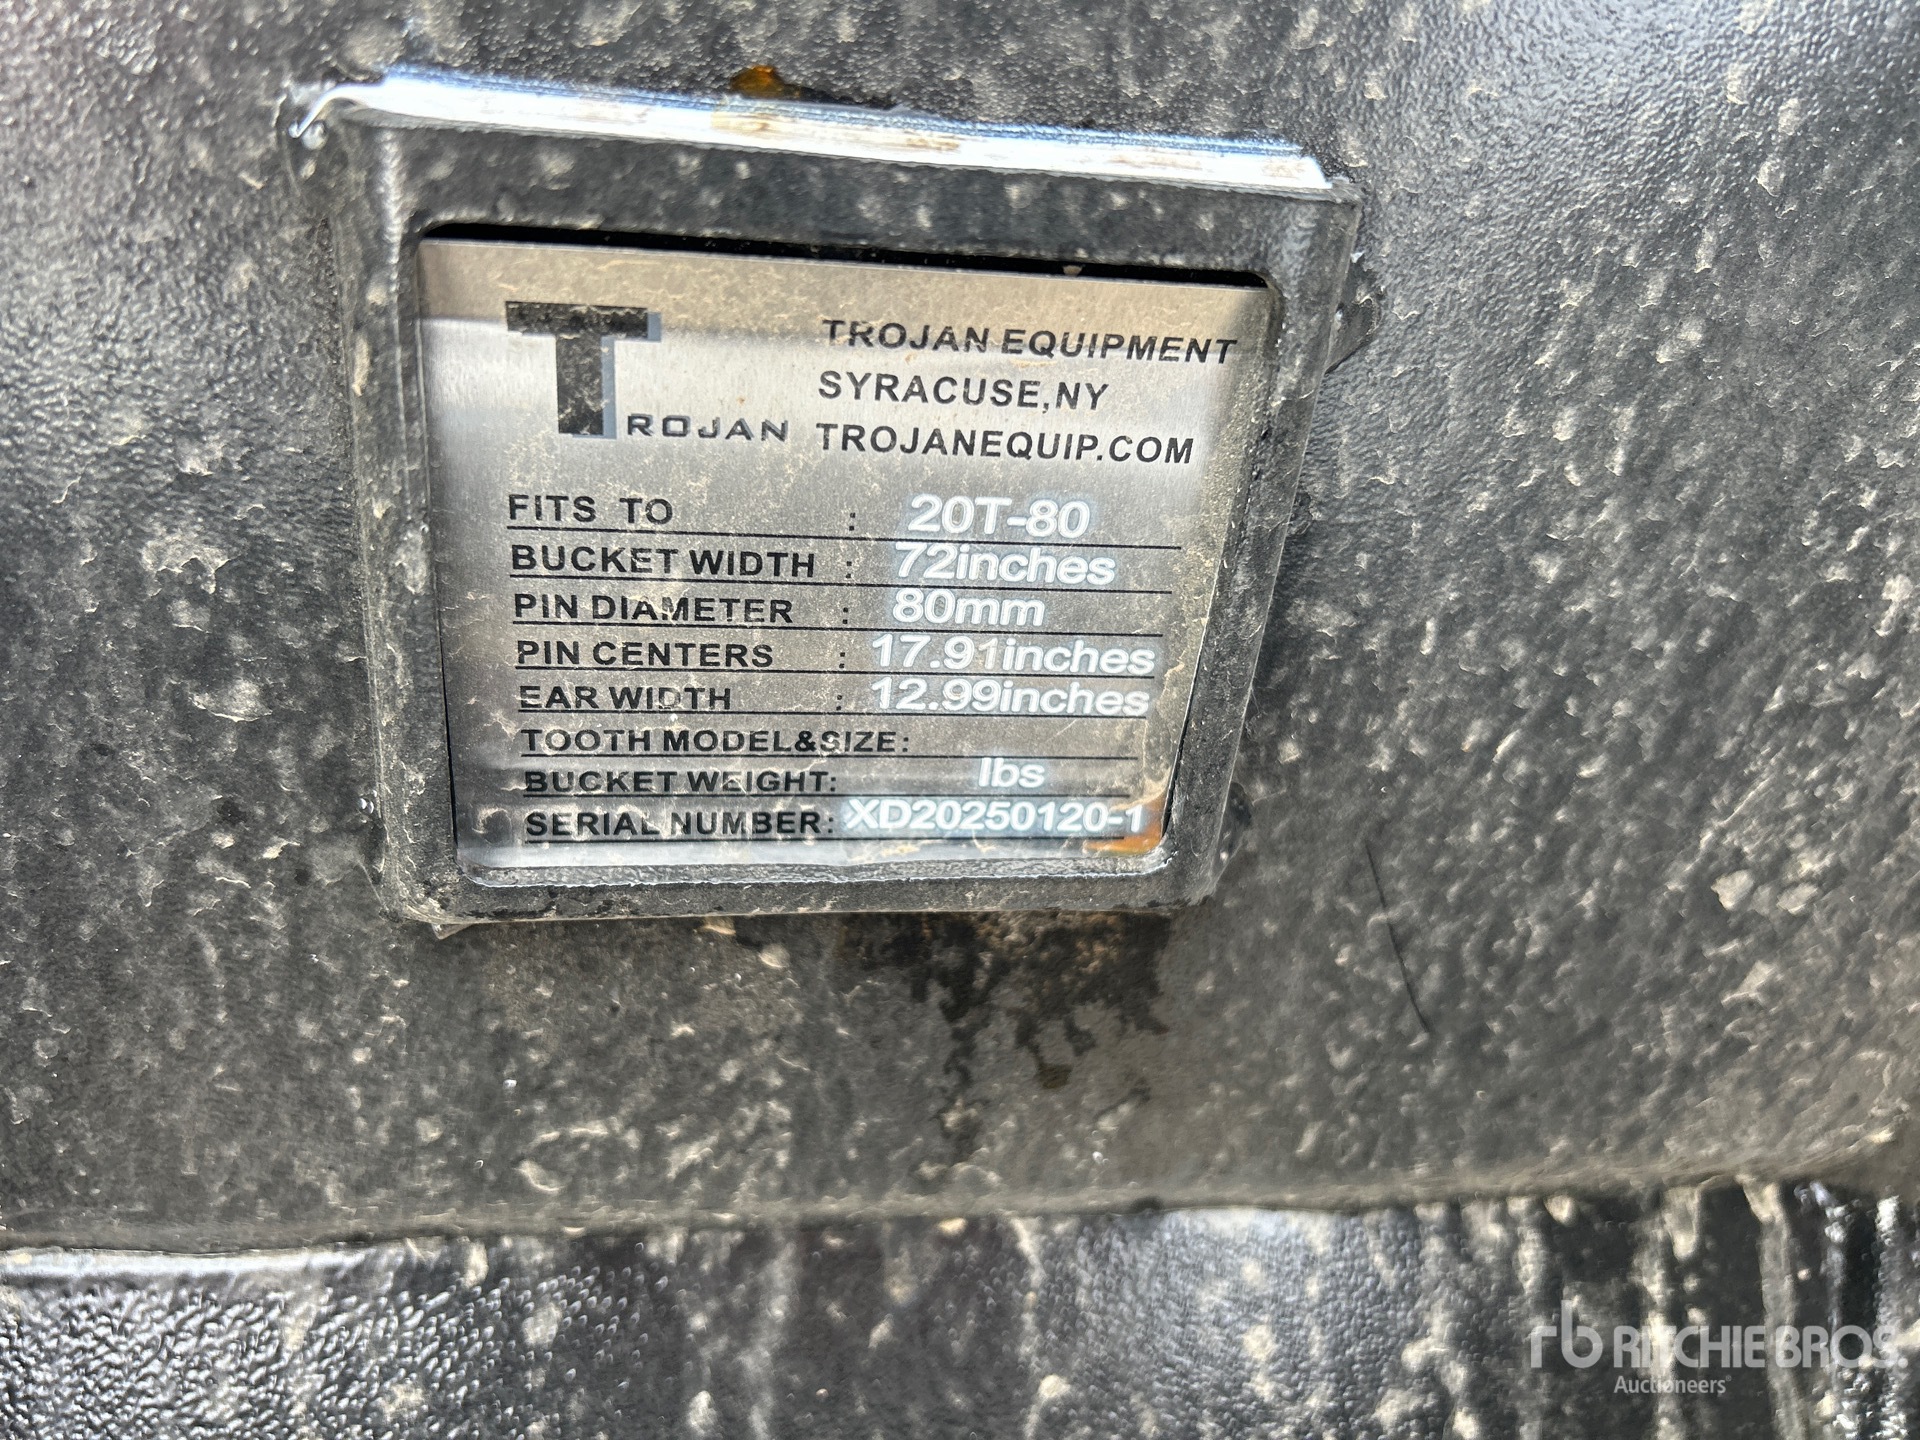 TROJAN
TROJAN EQUIPMENT
SYRACUSE,NY
TROJANEQUIP.COM
FITS TO : 20T-80
BUCKET WIDTH : 72inches
PIN DIAMETER : 80mm
PIN CENTERS : 17.91inches
EAR WIDTH : 12.99inches
TOOTH MODEL&SIZE:
BUCKET WEIGHT: lbs
SERIAL NUMBER: XD20250120-1
rb RITCHIE BROS.
Auctioneers